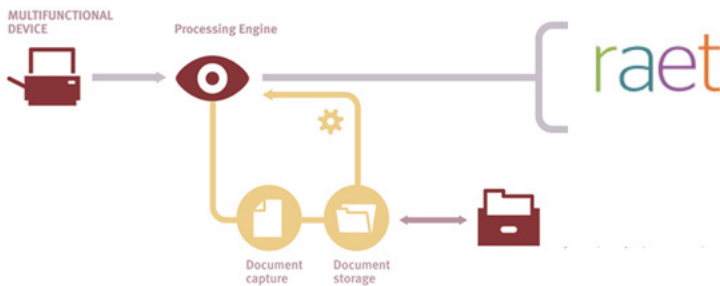 MULTIFUNCTIONAL
DEVICE
Processing Engine
raet
Document
capture
Document
storage